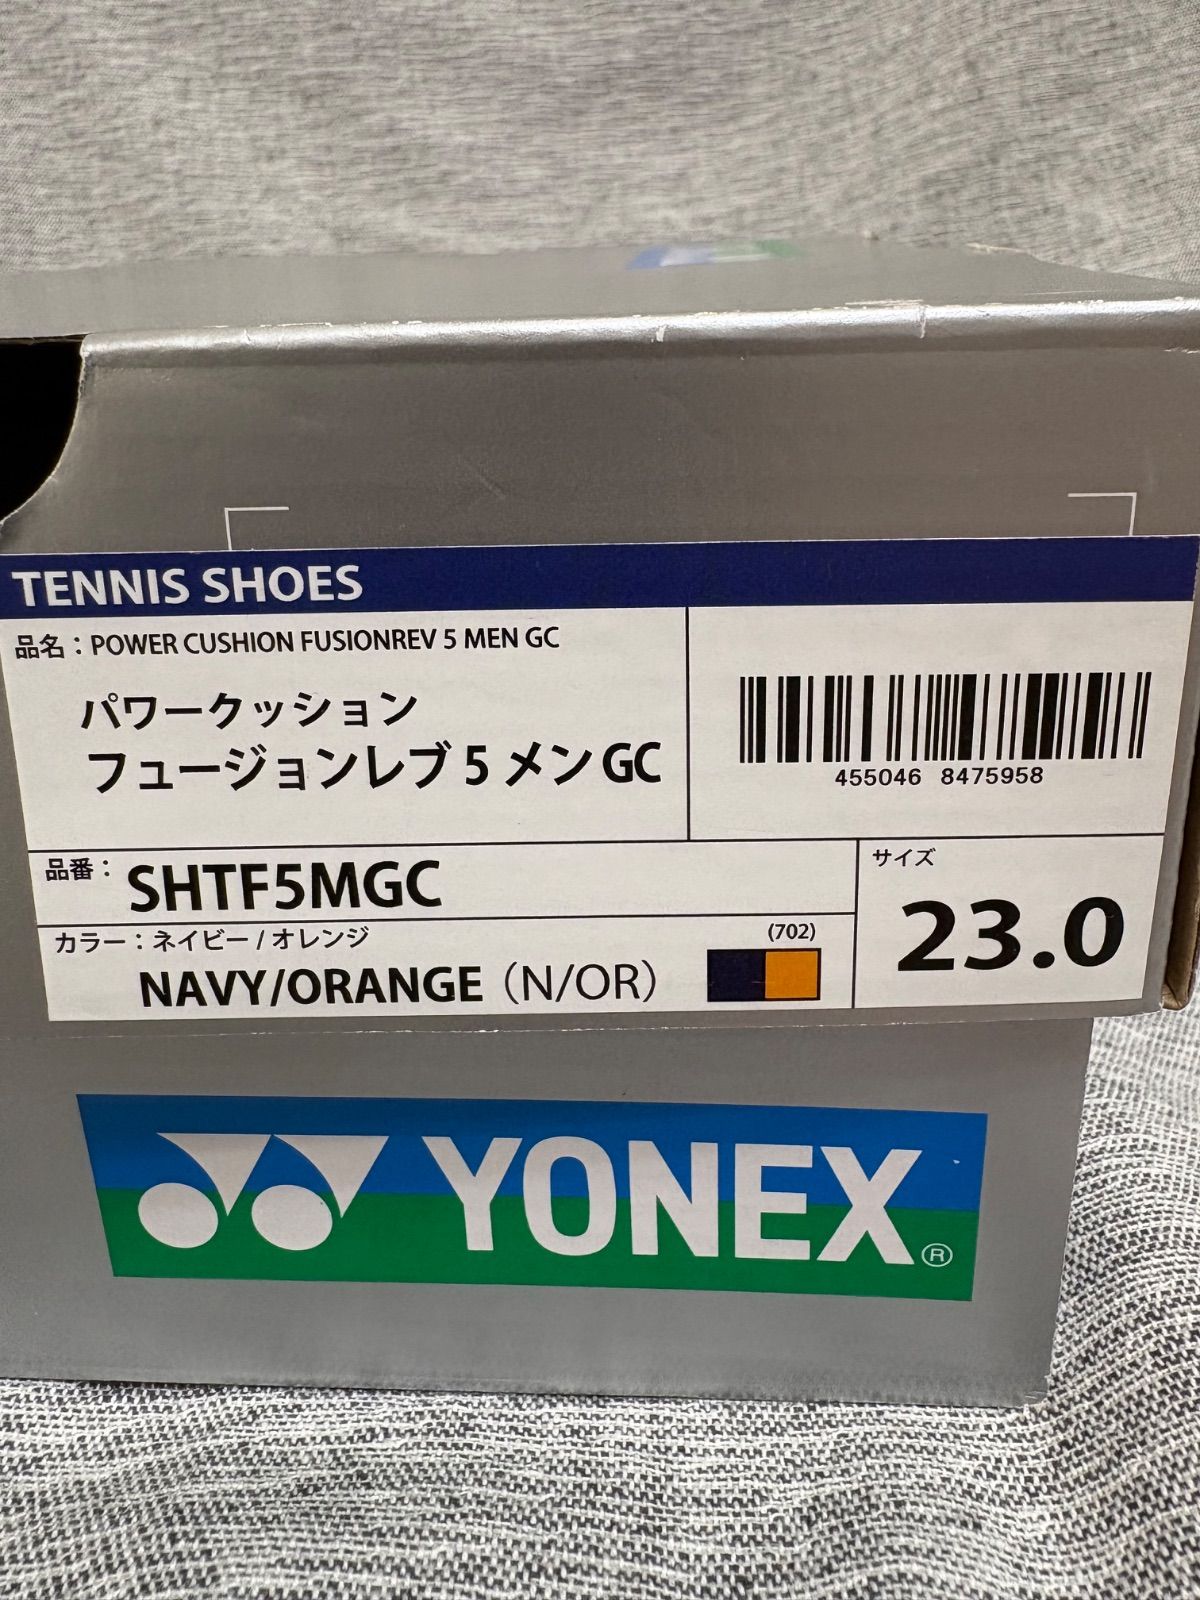 TENNIS SHOES
品名：POWER CUSHION FUSIONREV 5 MEN GC
パワークッション
フュージョンレブ 5 メン GC
455046 8475958
品番： SHTF5MGC
サイズ
23.0
カラー：ネイビー / オレンジ
(702)
NAVY/ORANGE（N/OR）
YONEX®